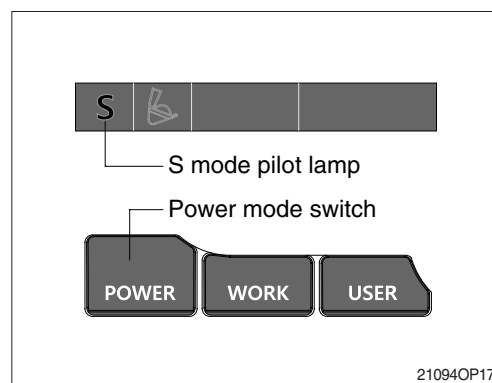 S
S mode pilot lamp
Power mode switch
POWER WORK USER
21094OP17